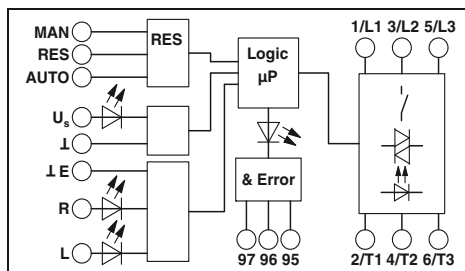 MAN
RES
AUTO
RES
Logic
µP
1/L1 3/L2 5/L3
Us
⊥
⊥ E
R
L
& Error
97 96 95
2/T1 4/T2 6/T3